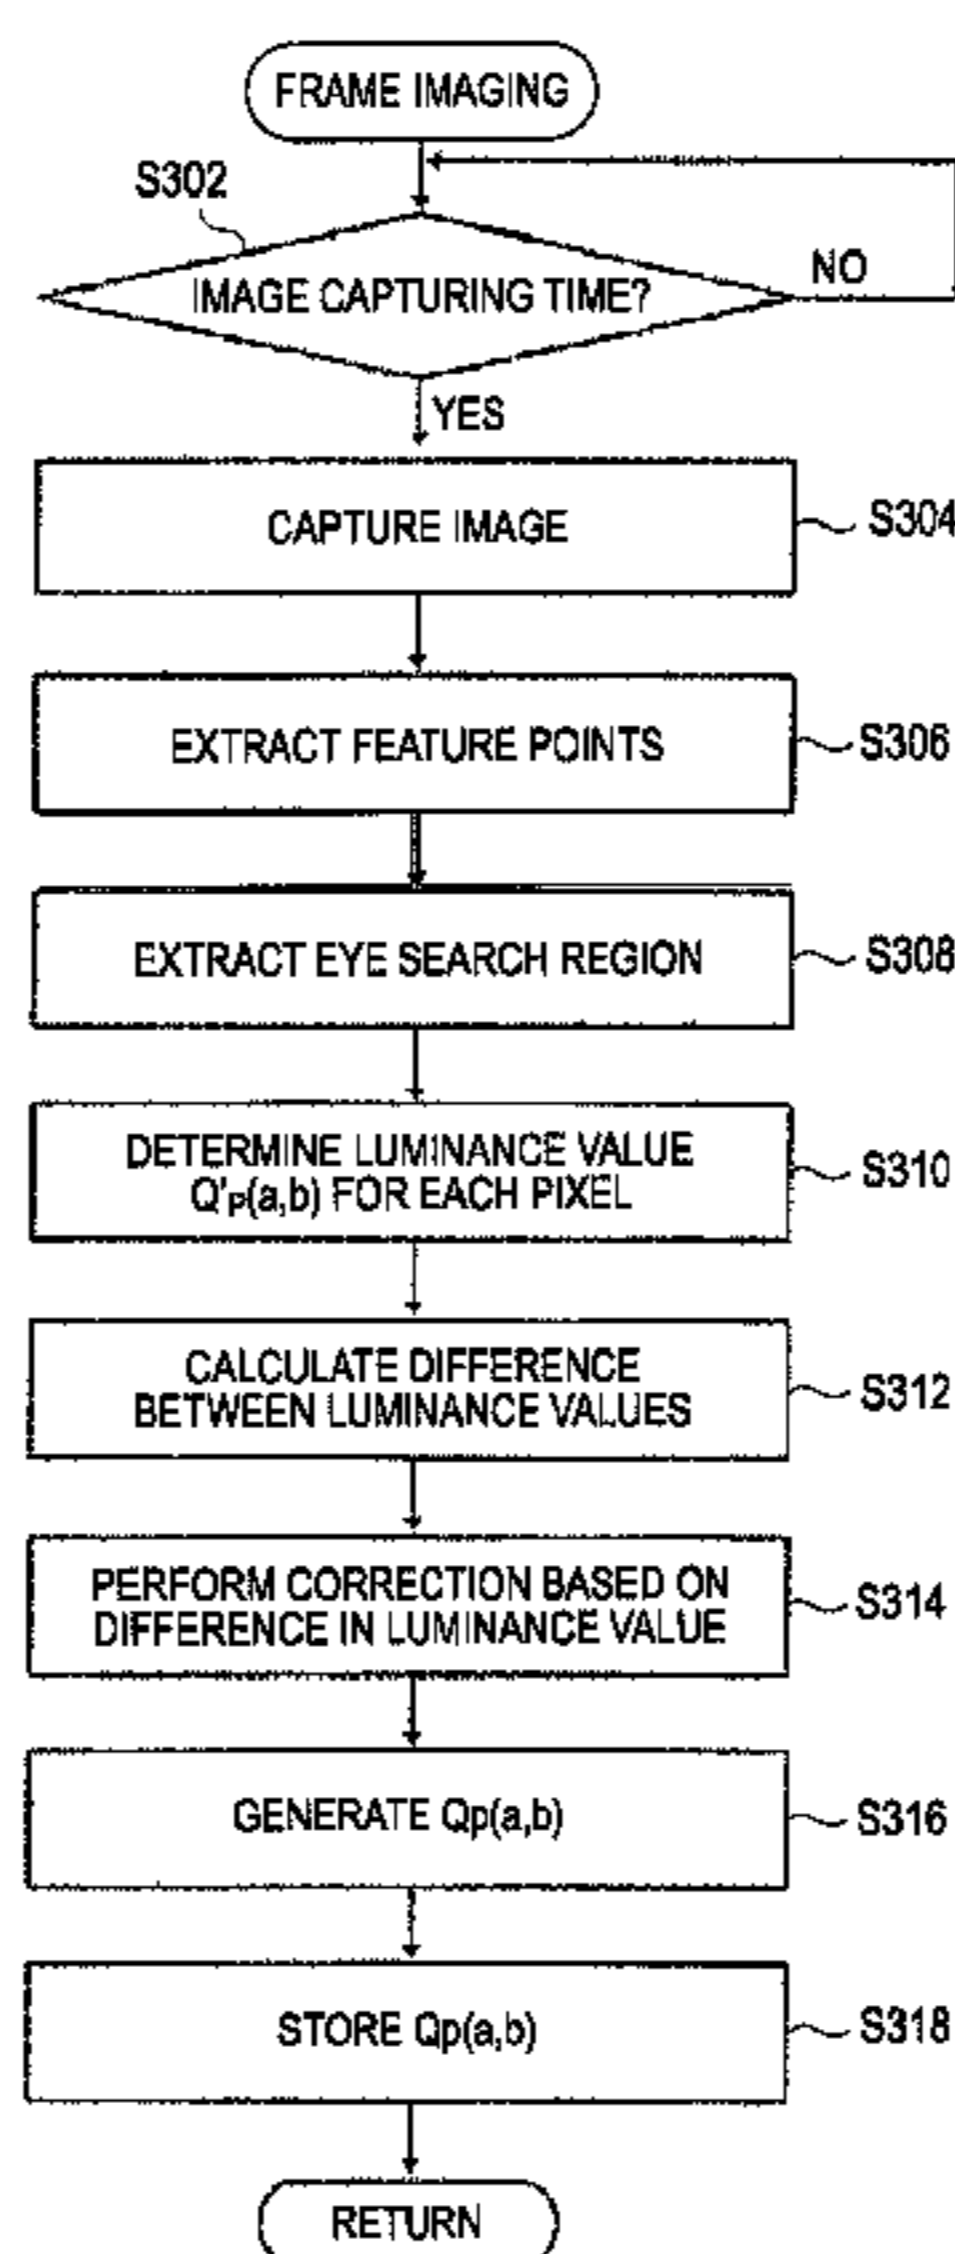 FRAME IMAGING
S302
IMAGE CAPTURING TIME?
NO
YES
CAPTURE IMAGE
S304
EXTRACT FEATURE POINTS
S306
EXTRACT EYE SEARCH REGION
S308
DETERMINE LUMINANCE VALUE
Q'P(a,b) FOR EACH PIXEL
S310
CALCULATE DIFFERENCE
BETWEEN LUMINANCE VALUES
S312
PERFORM CORRECTION BASED ON
DIFFERENCE IN LUMINANCE VALUE
S314
GENERATE Qp(a,b)
S316
STORE Qp(a,b)
S318
RETURN